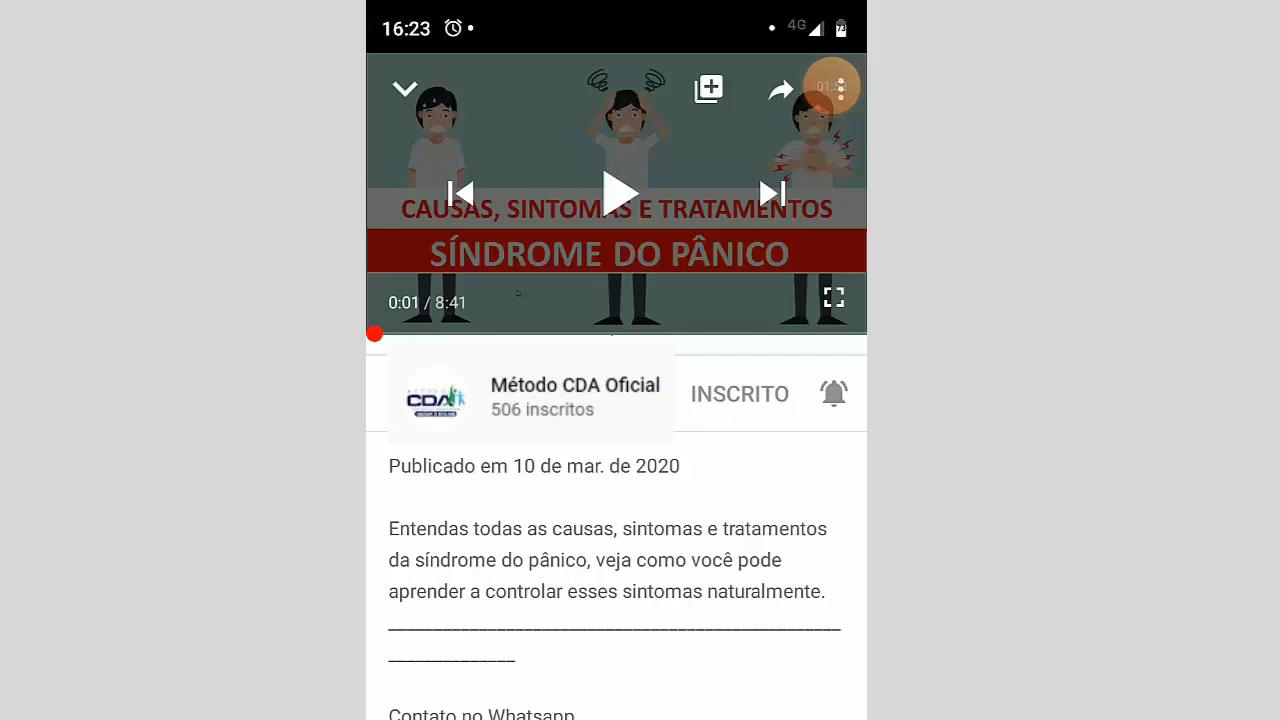 16:23
4G
73
CAUSAS, SINTOMAS E TRATAMENTOS
SÍNDROME DO PÂNICO
0:01 / 8:41
CDA
Método CDA Oficial
506 inscritos
INSCRITO
Publicado em 10 de mar. de 2020
Entendas todas as causas, sintomas e tratamentos
da síndrome do pânico, veja como você pode
aprender a controlar esses sintomas naturalmente.
Contato no Whatsapp